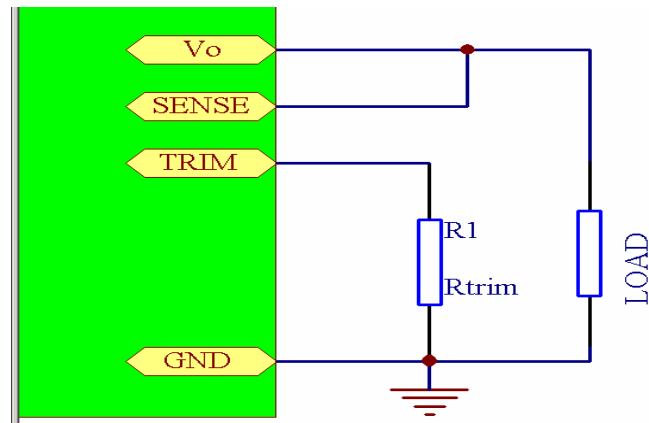 Vo
SENSE
TRIM
R1
Rtrim
LOAD
GND